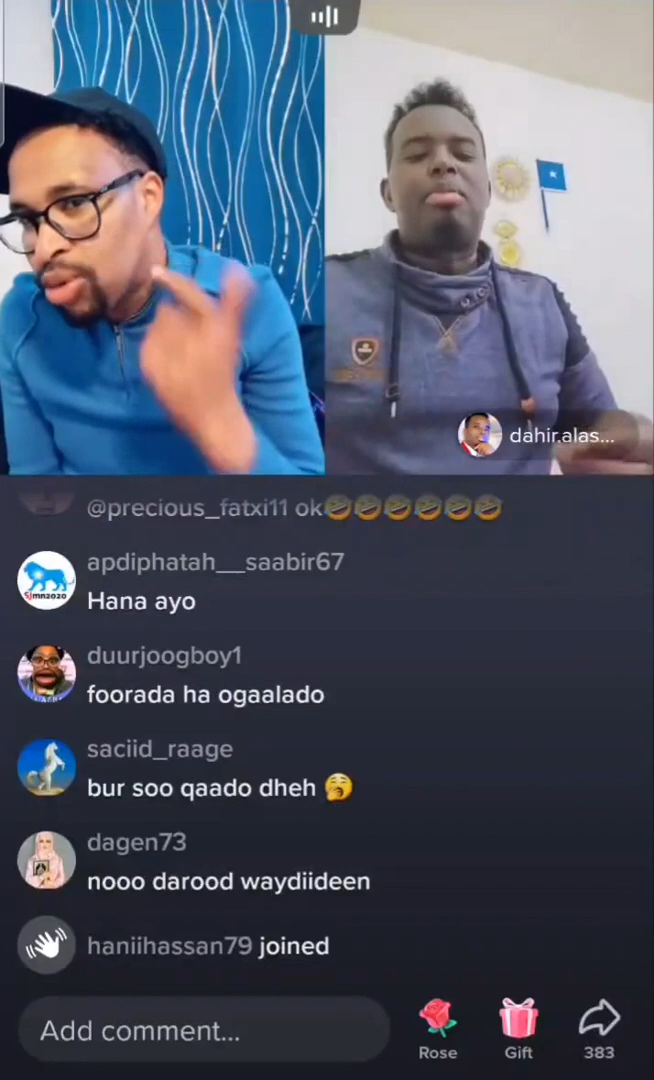 dahir.alas...
@precious_fatxi11 ok🤣🤣🤣🤣🤣🤣
apdiphatah__saabir67
Hana ayo
Sjmn2020
duurjoogboy1
foorada ha ogaalado
saciid_raage
bur soo qaado dheh 🥱
dagen73
nooo darood waydiideen
haniihassan79 joined
Add comment...
Rose
Gift
383